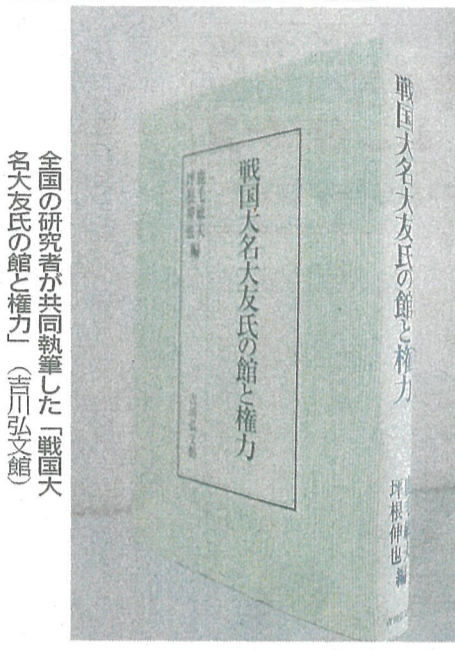 全国の研究者が共同執筆した「戦国大
名大友氏の館と権力」（吉川弘文館）
戦国大名大友氏の館と権力
坪根伸也 編
戦国大名大友氏の館と権力
坪根伸也 編